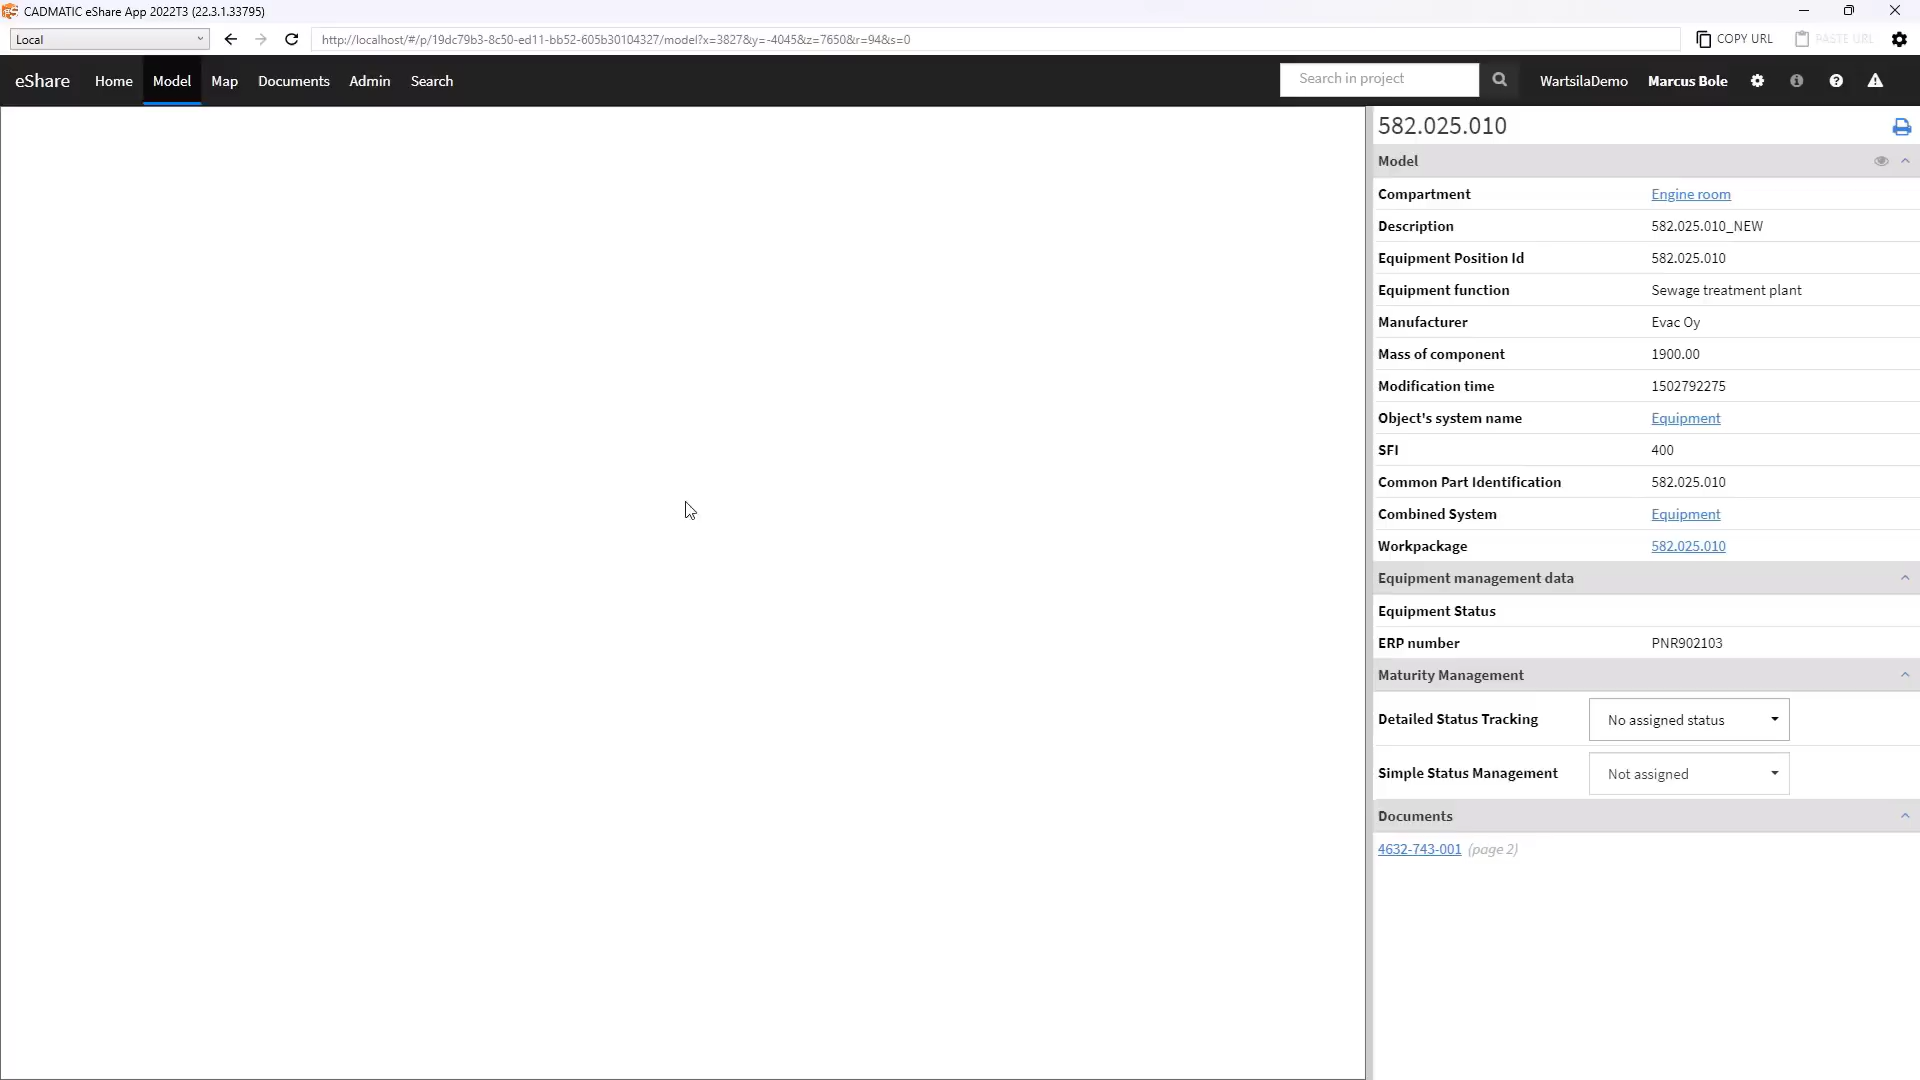 CADMATIC eShare App 2022T3 (22.3.1.33795)
Local
http://localhost/#/p/19dc79b3-8c50-ed11-bb52-605b30104327/model?x=3827&y=-4045&z=7650&r=94&s=0
COPY URL
PASTE URL
eShare
Home
Model
Map
Documents
Admin
Search
Search in project
WartsilaDemo
Marcus Bole
582.025.010
Model
Compartment Engine room
Description 582.025.010_NEW
Equipment Position Id 582.025.010
Equipment function Sewage treatment plant
Manufacturer Evac Oy
Mass of component 1900.00
Modification time 1502792275
Object's system name Equipment
SFI 400
Common Part Identification 582.025.010
Combined System Equipment
Workpackage 582.025.010
Equipment management data
Equipment Status
ERP number PNR902103
Maturity Management
Detailed Status Tracking No assigned status
Simple Status Management Not assigned
Documents
4632-743-001 (page 2)